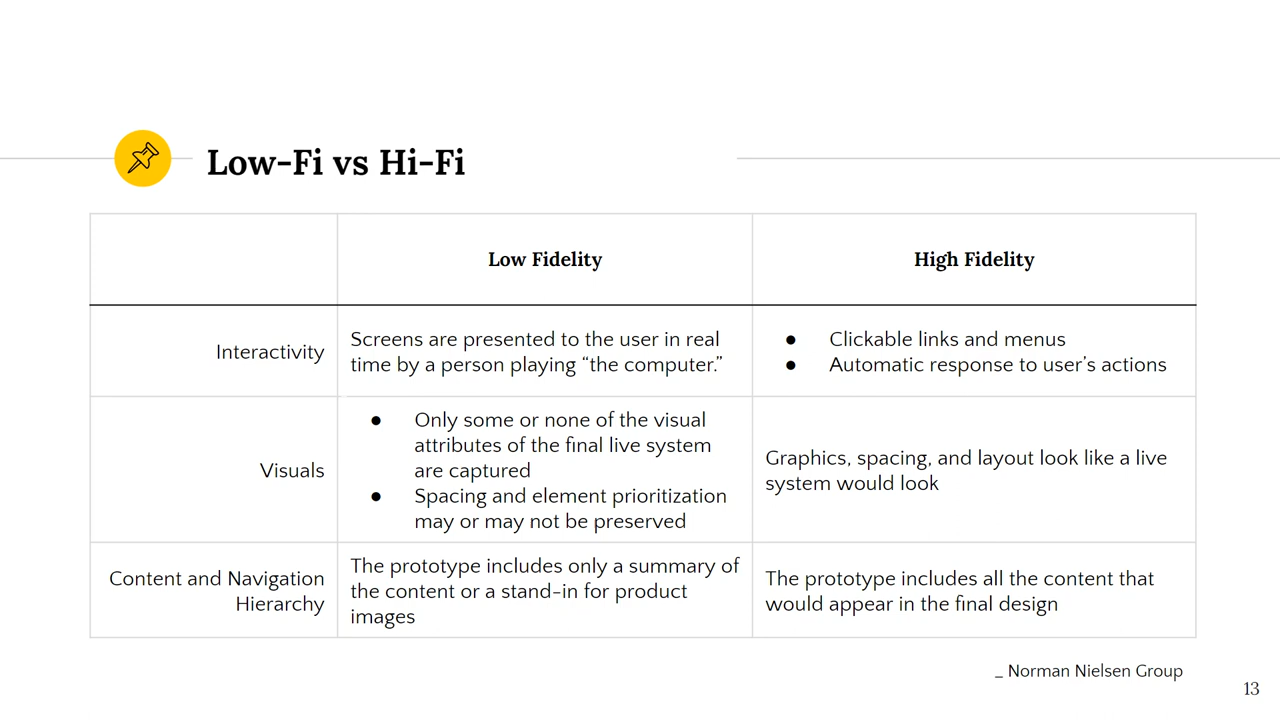 Low-Fi vs Hi-Fi
Low Fidelity
High Fidelity
Interactivity
Screens are presented to the user in real
time by a person playing “the computer.”
● Clickable links and menus
● Automatic response to user’s actions
Visuals
● Only some or none of the visual
attributes of the final live system
are captured
● Spacing and element prioritization
may or may not be preserved
Graphics, spacing, and layout look like a live
system would look
Content and Navigation
Hierarchy
The prototype includes only a summary of
the content or a stand-in for product
images
The prototype includes all the content that
would appear in the final design
_ Norman Nielsen Group
13